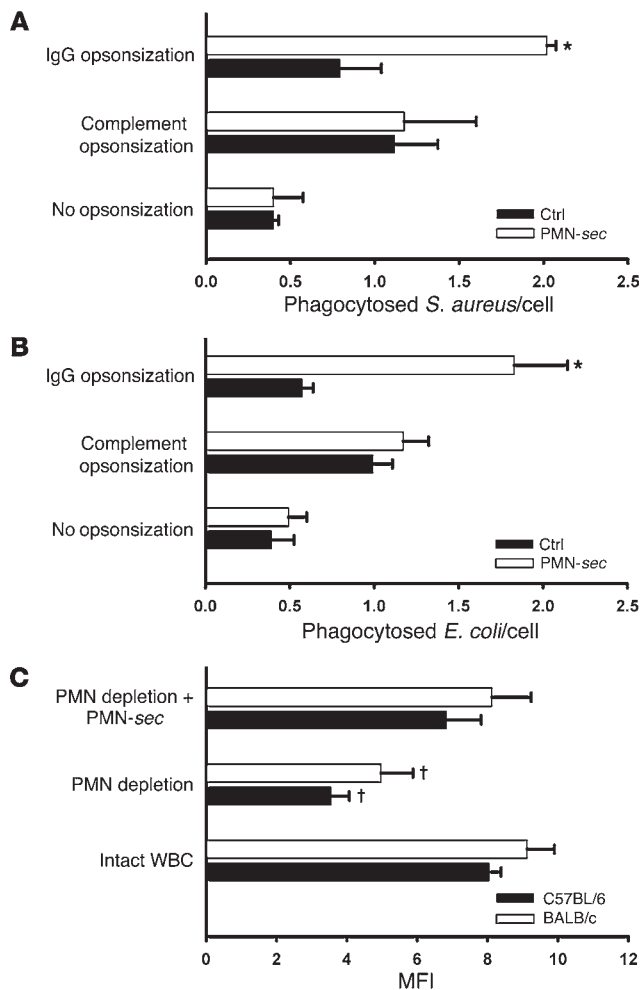 A
IgG opsonsization
*
Complement
opsonsization
No opsonsization
Ctrl
PMN-sec
0.0 0.5 1.0 1.5 2.0 2.5
Phagocytosed S. aureus/cell
B
IgG opsonsization
*
Complement
opsonsization
No opsonsization
Ctrl
PMN-sec
0.0 0.5 1.0 1.5 2.0 2.5
Phagocytosed E. coli/cell
C
PMN depletion +
PMN-sec
PMN depletion
†
†
Intact WBC
C57BL/6
BALB/c
0 2 4 6 8 10 12
MFI